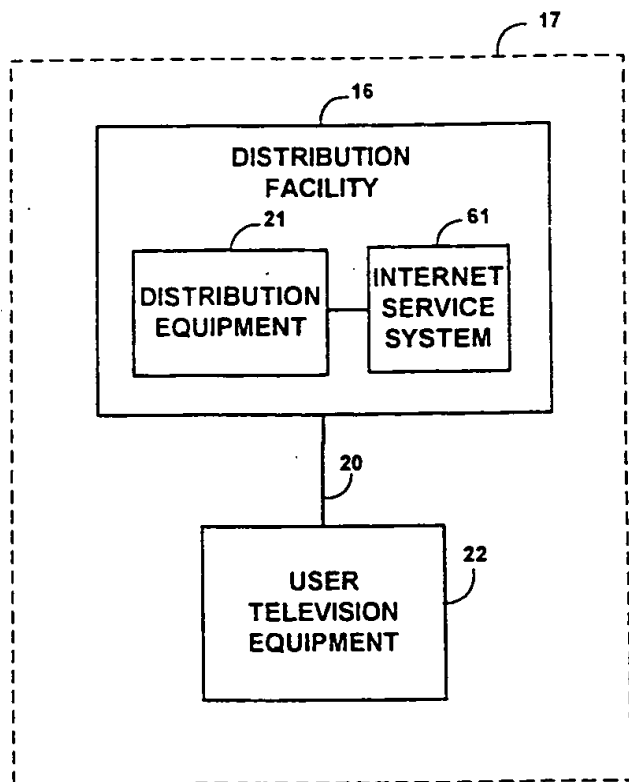 17
16
DISTRIBUTION
FACILITY
21
61
DISTRIBUTION
EQUIPMENT
INTERNET
SERVICE
SYSTEM
20
USER
TELEVISION
EQUIPMENT
22